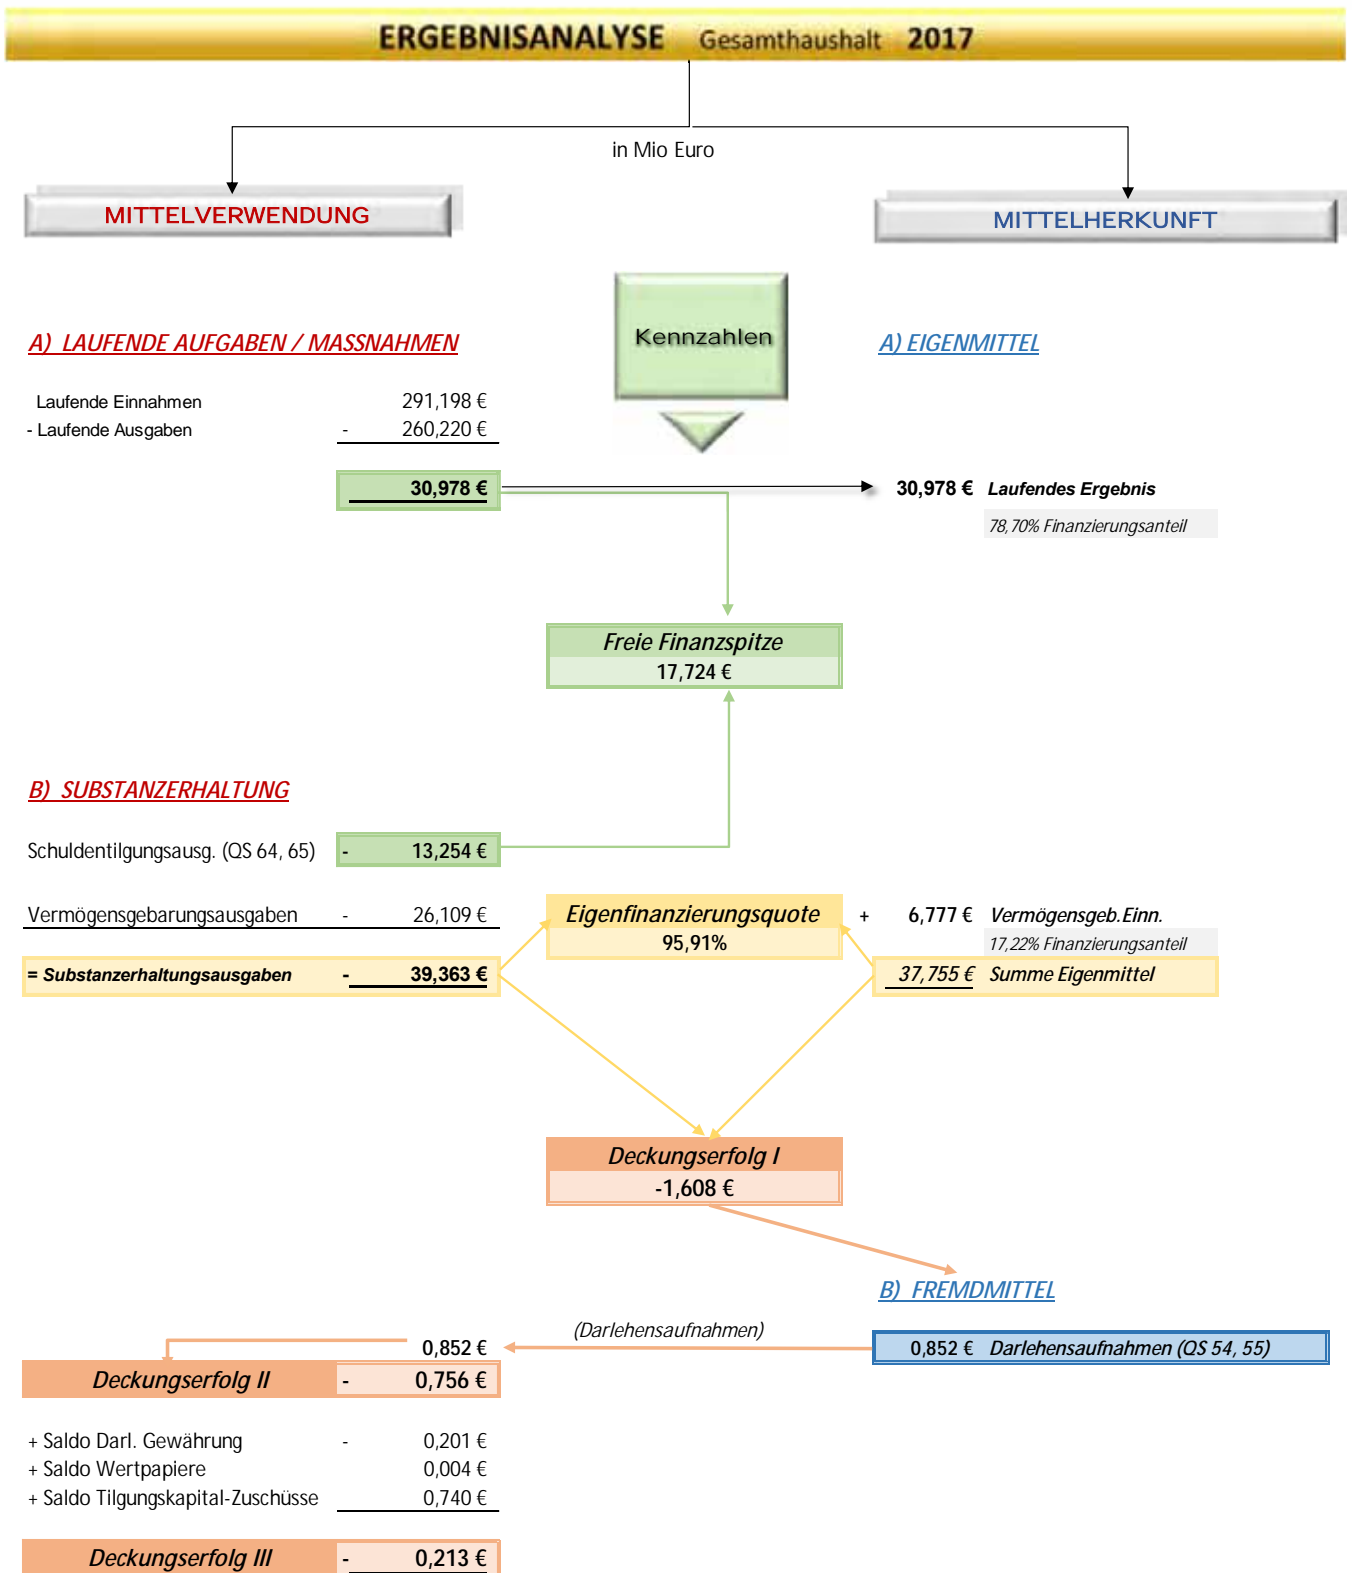 ERGEBNISANALYSE Gesamthaushalt 2017
in Mio Euro
MITTELVERWENDUNG
MITTELHERKUNFT
Kennzahlen
A) LAUFENDE AUFGABEN / MASSNAHMEN
A) EIGENMITTEL
Laufende Einnahmen 291,198 €
- Laufende Ausgaben - 260,220 €
30,978 €
30,978 € Laufendes Ergebnis
78,70% Finanzierungsanteil
Freie Finanzspitze
17,724 €
B) SUBSTANZERHALTUNG
Schuldentilgungsausg. (QS 64, 65) - 13,254 €
Vermögensgebarungsausgaben - 26,109 €
Eigenfinanzierungsquote
95,91%
+ 6,777 € Vermögensgeb.Einn.
17,22% Finanzierungsanteil
= Substanzerhaltungsausgaben - 39,363 €
37,755 € Summe Eigenmittel
Deckungserfolg I
-1,608 €
B) FREMDMITTEL
(Darlehensaufnahmen)
0,852 €
0,852 € Darlehensaufnahmen (QS 54, 55)
Deckungserfolg II - 0,756 €
+ Saldo Darl. Gewährung - 0,201 €
+ Saldo Wertpapiere 0,004 €
+ Saldo Tilgungskapital-Zuschüsse 0,740 €
Deckungserfolg III - 0,213 €